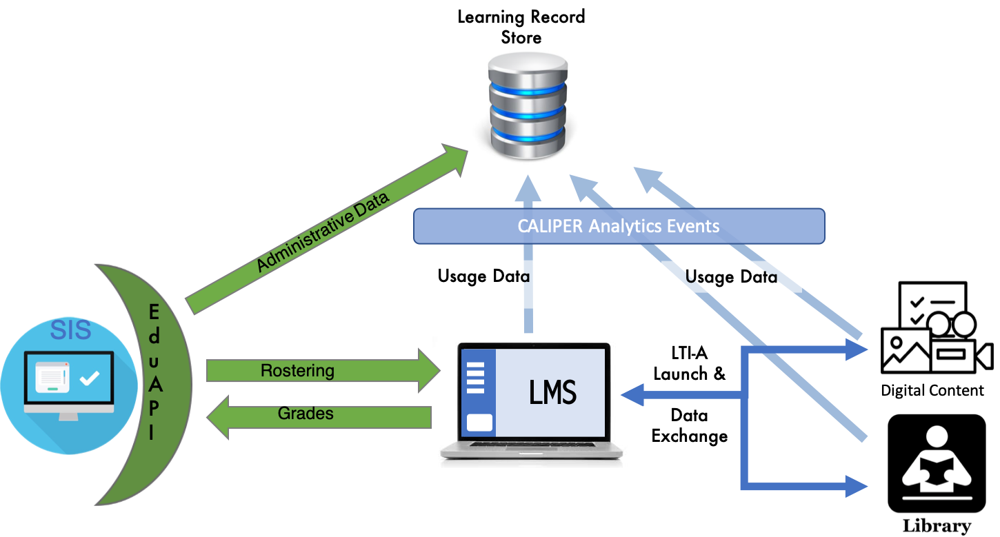 Learning Record
Store
Administrative Data
CALIPER Analytics Events
Usage Data
Usage Data
SIS
EduAPI
Rostering
Grades
LMS
LTI-A
Launch &
Data
Exchange
Digital Content
Library